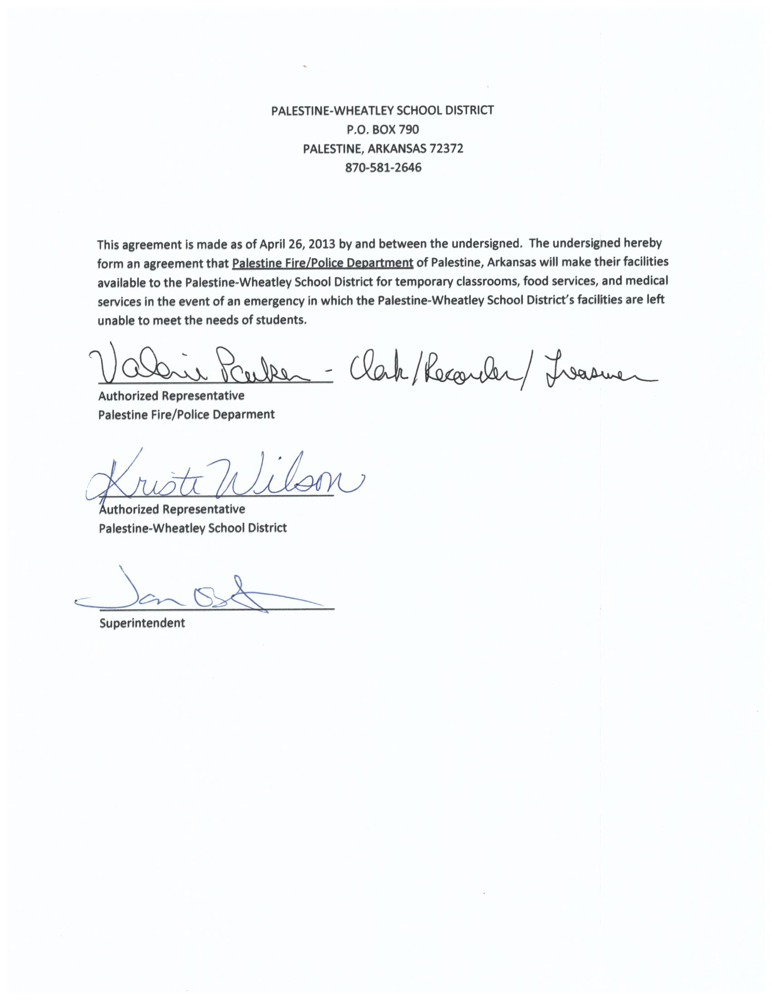 PALESTINE-WHEATLEY SCHOOL DISTRICT
P.O. BOX 790
PALESTINE, ARKANSAS 72372
870-581-2646
This agreement is made as of April 26, 2013 by and between the undersigned. The undersigned hereby
form an agreement that Palestine Fire/Police Department of Palestine, Arkansas will make their facilities
available to the Palestine-Wheatley School District for temporary classrooms, food services, and medical
services in the event of an emergency in which the Palestine-Wheatley School District's facilities are left
unable to meet the needs of students.
Valerie Parker - Clerk/Recorder/Treasurer
Authorized Representative
Palestine Fire/Police Deparment
Kristi Wilson
Authorized Representative
Palestine-Wheatley School District
Jon
Superintendent